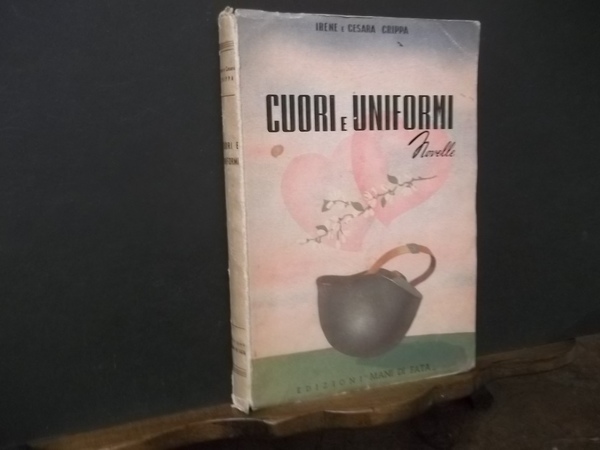 IRENE E CESARA CRIPPA
CUORI E UNIFORMI
Novelle
EDIZIONI MANI DI FATA